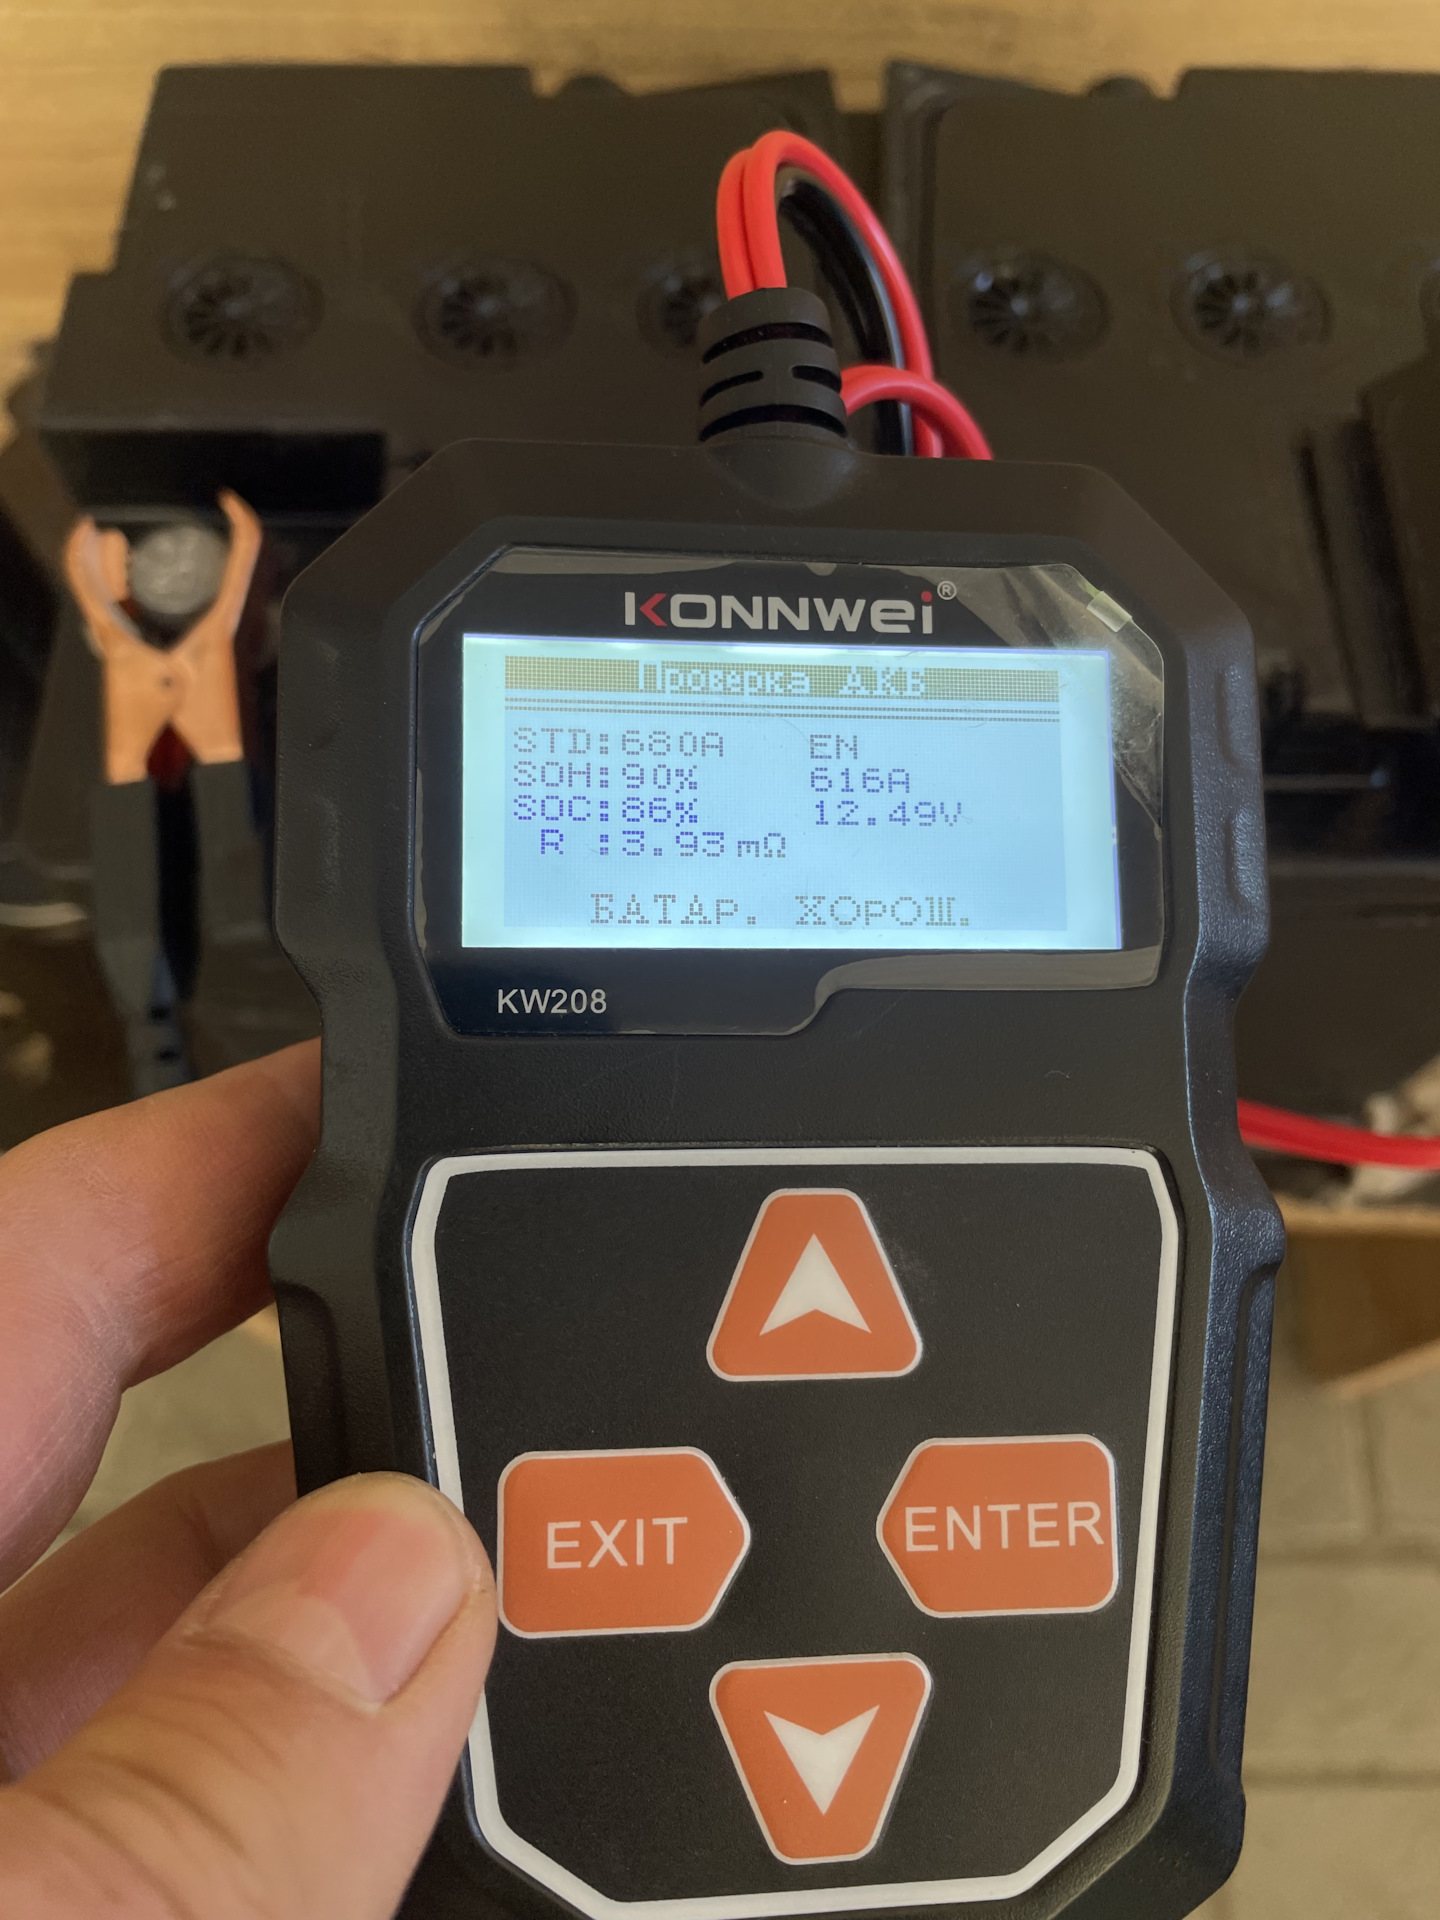 KONNWEI®
Проверка АКБ
STD:680A EN
SOH:90% 616A
SOC:86% 12.49V
R :3.93mΩ
БАТАР. ХОРОШ.
KW208
EXIT ENTER